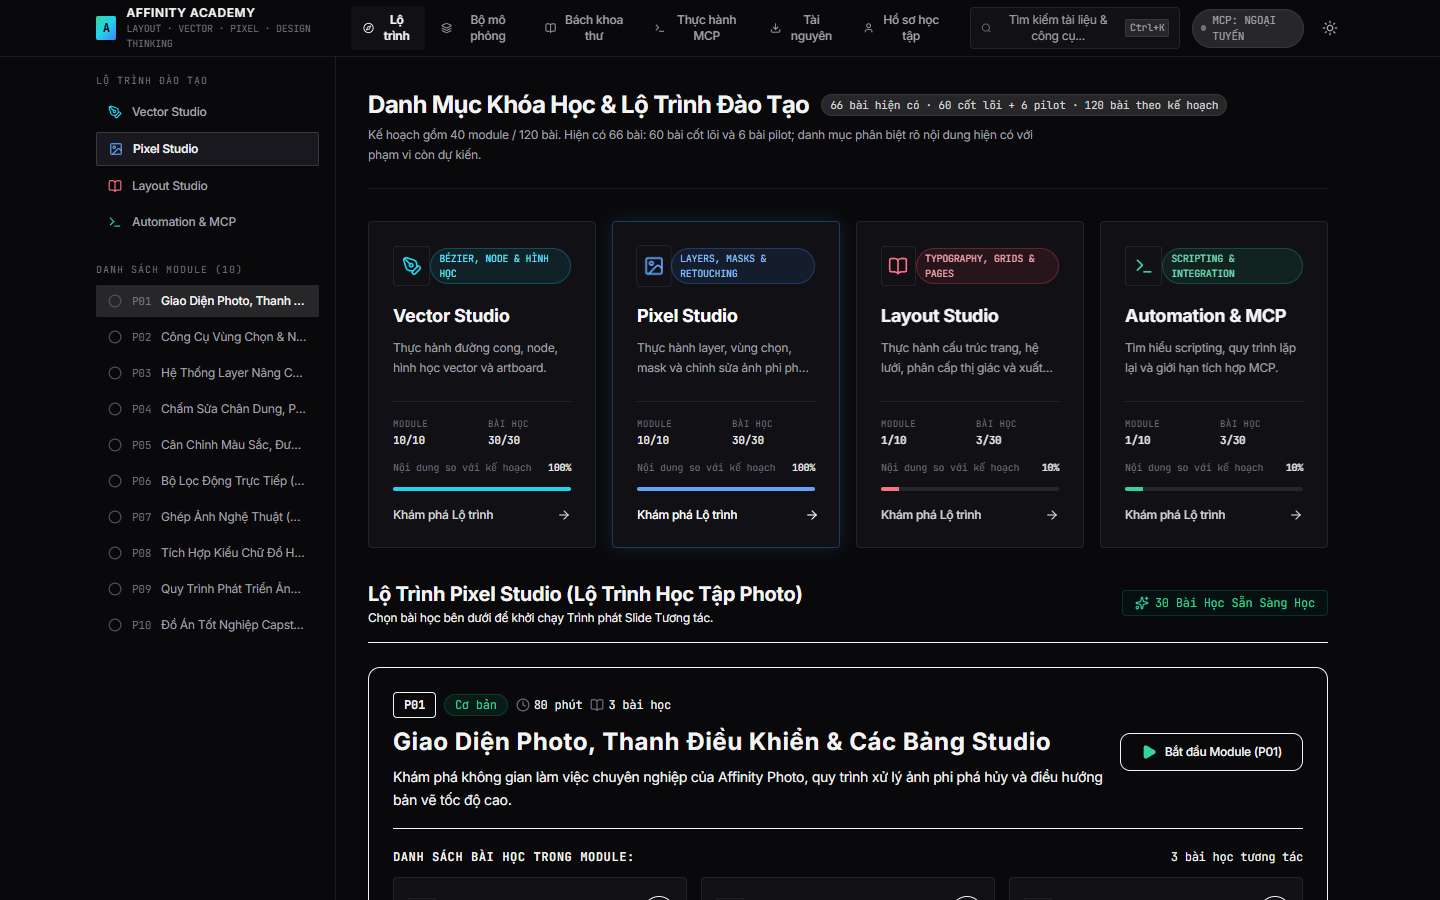 AFFINITY ACADEMY
LAYOUT · VECTOR · PIXEL · DESIGN
THINKING
Lộ
trình
Bộ mô
phỏng
Bách khoa
thư
Thực hành
MCP
Tài
nguyên
Hồ sơ học
tập
Tìm kiếm tài liệu &
công cụ...
Ctrl+K
MCP: NGOẠI
TUYẾN
LỘ TRÌNH ĐÀO TẠO
Vector Studio
Pixel Studio
Layout Studio
Automation & MCP
DANH SÁCH MODULE (10)
P01 Giao Diện Photo, Thanh ...
P02 Công Cụ Vùng Chọn & N...
P03 Hệ Thống Layer Nâng C...
P04 Chấm Sửa Chân Dung, P...
P05 Cân Chỉnh Màu Sắc, Đư...
P06 Bộ Lọc Động Trực Tiếp (...
P07 Ghép Ảnh Nghệ Thuật (...
P08 Tích Hợp Kiểu Chữ Đồ H...
P09 Quy Trình Phát Triển Ản...
P10 Đồ Án Tốt Nghiệp Capst...
Danh Mục Khóa Học & Lộ Trình Đào Tạo
66 bài hiện có · 60 cốt lõi + 6 pilot · 120 bài theo kế hoạch
Kế hoạch gồm 40 module / 120 bài. Hiện có 66 bài: 60 bài cốt lõi và 6 bài pilot; danh mục phân biệt rõ nội dung hiện có với
phạm vi còn dự kiến.
BÉZIER, NODE & HÌNH
HỌC
Vector Studio
Thực hành đường cong, node,
hình học vector và artboard.
MODULE
BÀI HỌC
10/10
30/30
Nội dung so với kế hoạch
100%
Khám phá Lộ trình
LAYERS, MASKS &
RETOUCHING
Pixel Studio
Thực hành layer, vùng chọn,
mask và chỉnh sửa ảnh phi ph...
MODULE
BÀI HỌC
10/10
30/30
Nội dung so với kế hoạch
100%
Khám phá Lộ trình
TYPOGRAPHY, GRIDS &
PAGES
Layout Studio
Thực hành cấu trúc trang, hệ
lưới, phân cấp thị giác và xuất...
MODULE
BÀI HỌC
1/10
3/30
Nội dung so với kế hoạch
10%
Khám phá Lộ trình
SCRIPTING &
INTEGRATION
Automation & MCP
Tìm hiểu scripting, quy trình lặp
lại và giới hạn tích hợp MCP.
MODULE
BÀI HỌC
1/10
3/30
Nội dung so với kế hoạch
10%
Khám phá Lộ trình
Lộ Trình Pixel Studio (Lộ Trình Học Tập Photo)
Chọn bài học bên dưới để khởi chạy Trình phát Slide Tương tác.
30 Bài Học Sẵn Sàng Học
P01
Cơ bản
80 phút
3 bài học
Giao Diện Photo, Thanh Điều Khiển & Các Bảng Studio
Khám phá không gian làm việc chuyên nghiệp của Affinity Photo, quy trình xử lý ảnh phi phá hủy và điều hướng
bản vẽ tốc độ cao.
Bắt đầu Module (P01)
DANH SÁCH BÀI HỌC TRONG MODULE:
3 bài học tương tác